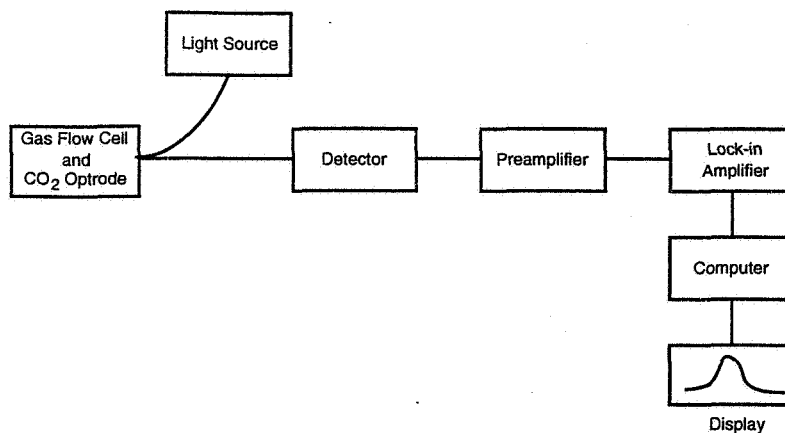 Light Source
Gas Flow Cell
and
CO₂ Optrode
Detector
Preamplifier
Lock-in
Amplifier
Computer
Display